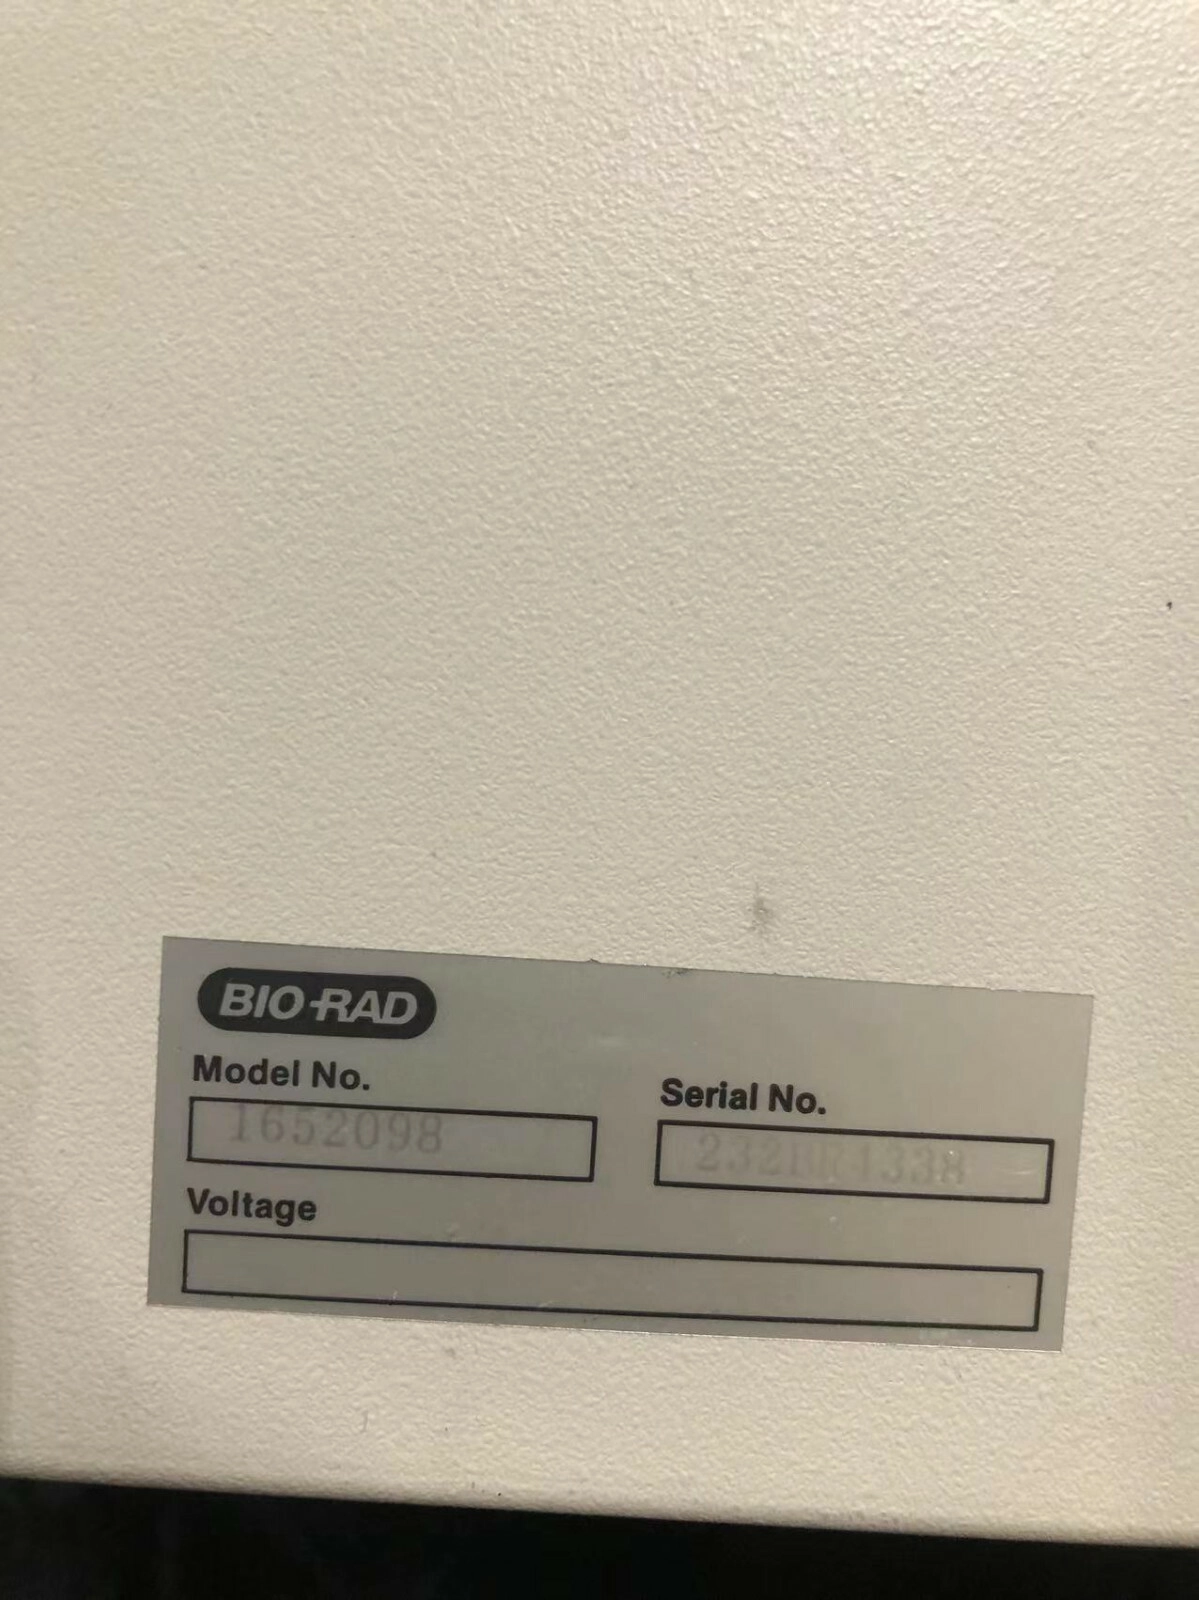 BIO-RAD
Model No.
1652098
Serial No.
Voltage